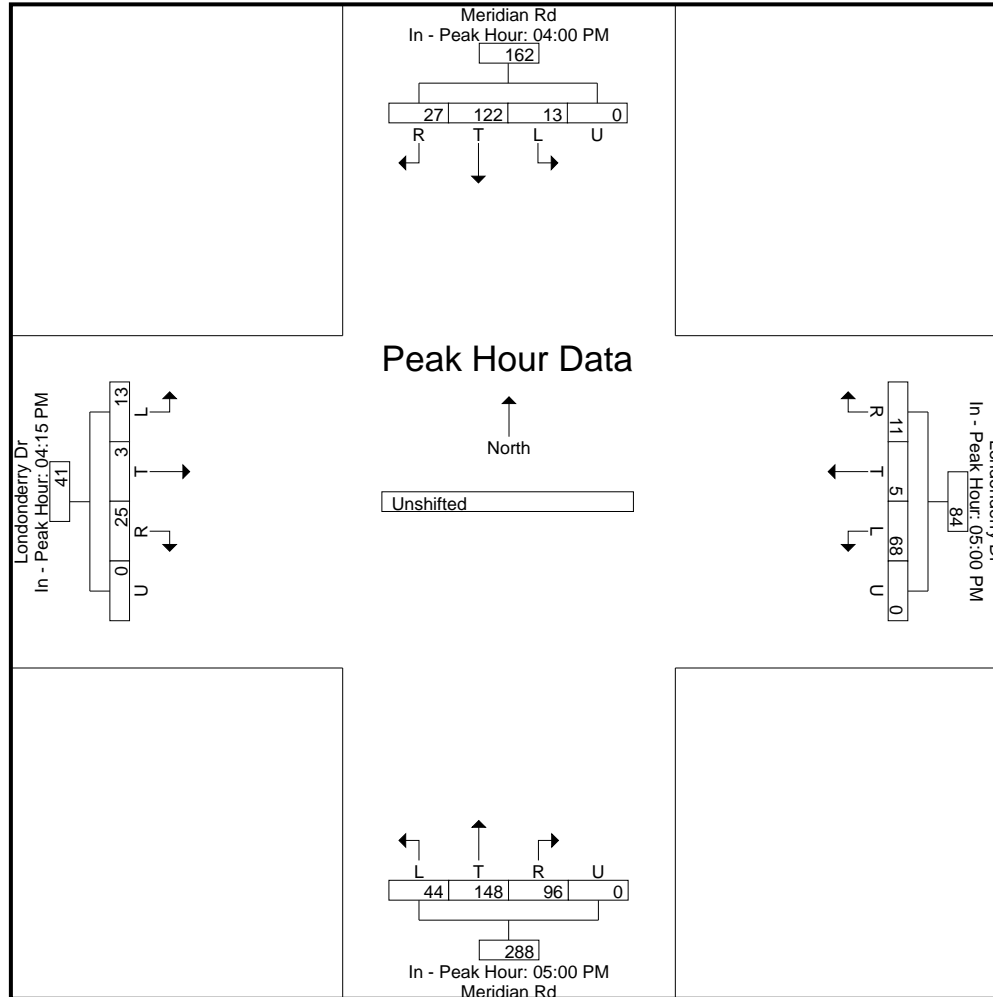 Meridian Rd
In - Peak Hour: 04:00 PM
162
27 122 13 0
R T L U
Peak Hour Data
North
Unshifted
Londonderry Dr
In - Peak Hour: 04:15 PM
41
13 3 25 0
L T R U
In - Peak Hour: 05:00 PM
84
11 5 68 0
R T L U
L T R U
44 148 96 0
288
In - Peak Hour: 05:00 PM
Meridian Rd